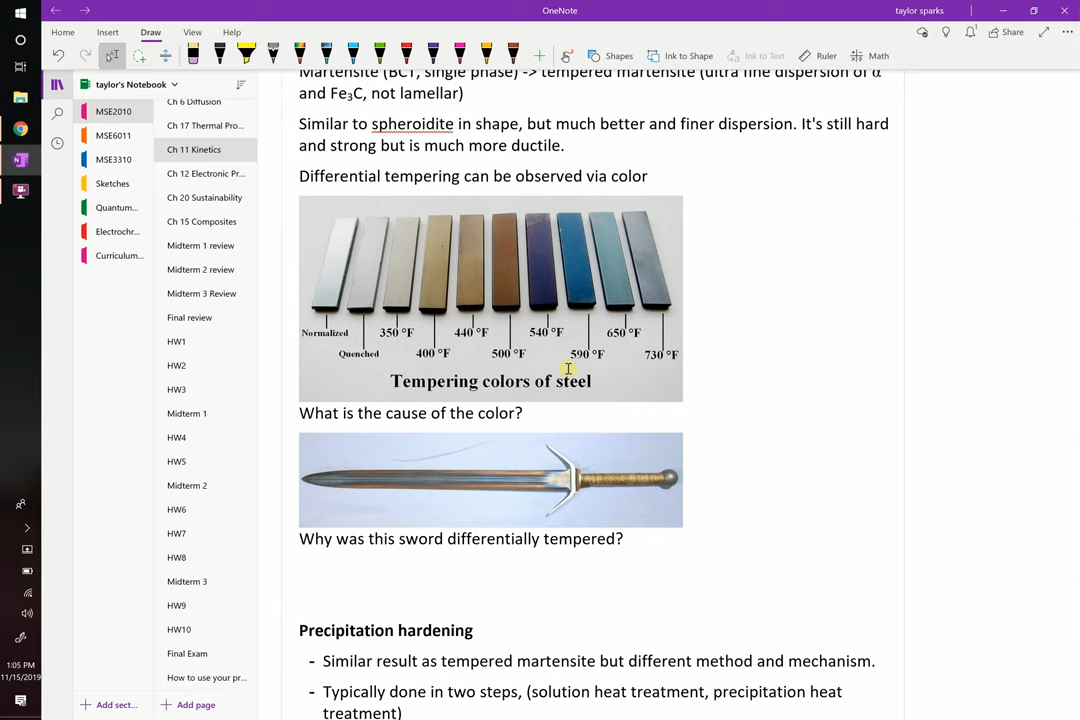 OneNote
taylor sparks
Home
Insert
Draw
View
Help
Share
Shapes
Ink to Shape
Ink to Text
Ruler
Math
taylor's Notebook
MSE2010
MSE6011
MSE3310
Sketches
Quantum...
Electrochr...
Curriculum...
Add sect...
Ch 6 Diffusion
Ch 17 Thermal Pro...
Ch 11 Kinetics
Ch 12 Electronic Pr...
Ch 20 Sustainability
Ch 15 Composites
Midterm 1 review
Midterm 2 review
Midterm 3 Review
Final review
HW1
HW2
HW3
Midterm 1
HW4
HW5
Midterm 2
HW6
HW7
HW8
Midterm 3
HW9
HW10
Final Exam
How to use your pr...
Add page
Martensite (BCT, single phase) -> tempered martensite (ultra fine dispersion of α
and Fe₃C, not lamellar)
Similar to spheroidite in shape, but much better and finer dispersion. It's still hard
and strong but is much more ductile.
Differential tempering can be observed via color
Normalized 350 °F 440 °F 540 °F 650 °F
Quenched 400 °F 500 °F 590 °F 730 °F
Tempering colors of steel
What is the cause of the color?
Why was this sword differentially tempered?
Precipitation hardening
- Similar result as tempered martensite but different method and mechanism.
- Typically done in two steps, (solution heat treatment, precipitation heat
treatment)
1:05 PM
11/15/2019